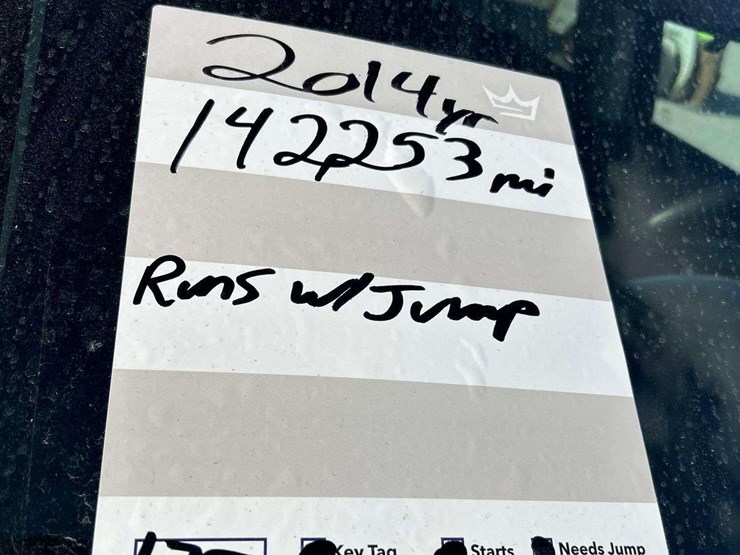 2014yr
142253 mi
Runs w/ Jump
Key Tag Starts Needs Jump